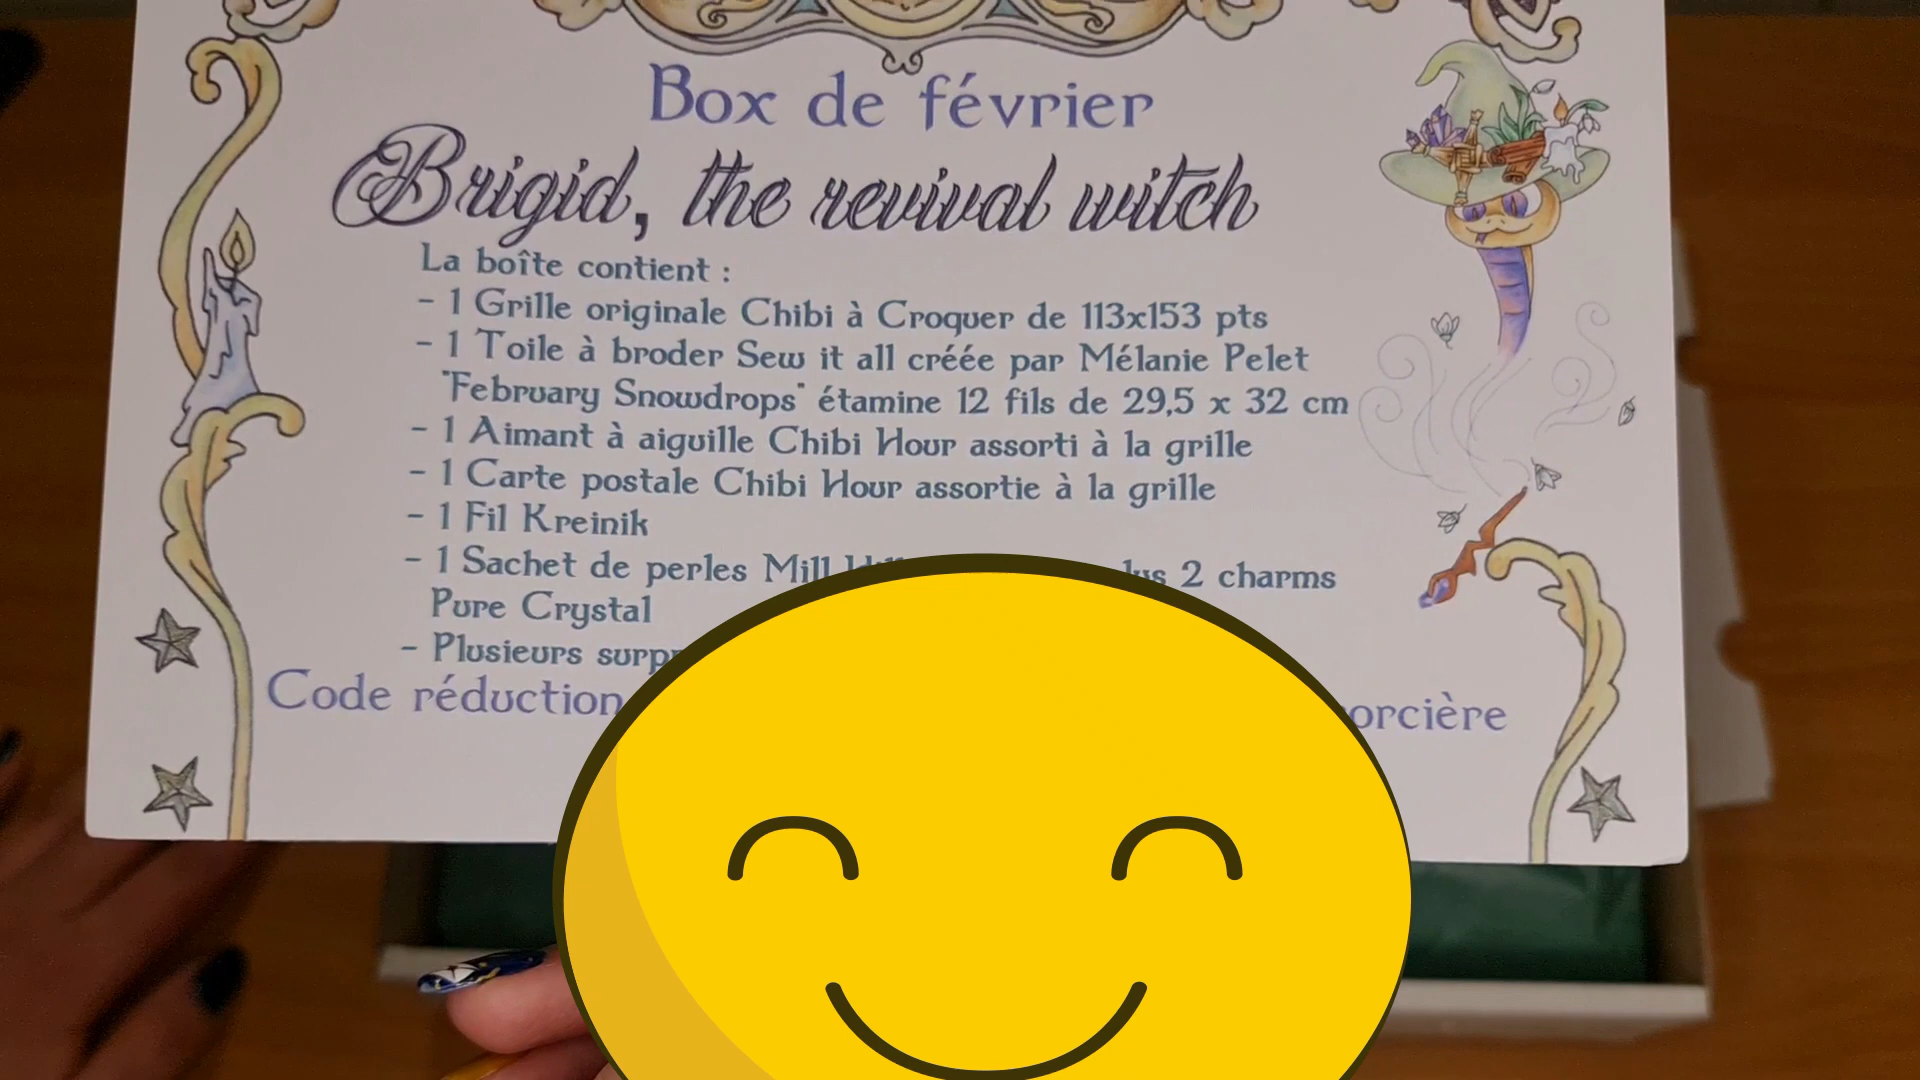 Box de février
Brigid, the revival witch
La boîte contient :
- 1 Grille originale Chibi à Croquer de 113x153 pts
- 1 Toile à broder Sew it all créée par Mélanie Pelet
"February Snowdrops" étamine 12 fils de 29,5 x 32 cm
- 1 Aimant à aiguille Chibi Hour assorti à la grille
- 1 Carte postale Chibi Hour assortie à la grille
- 1 Fil Kreinik
- 1 Sachet de perles Mill 2 charms
Pure Crystal
- Plusieurs
Code réduction